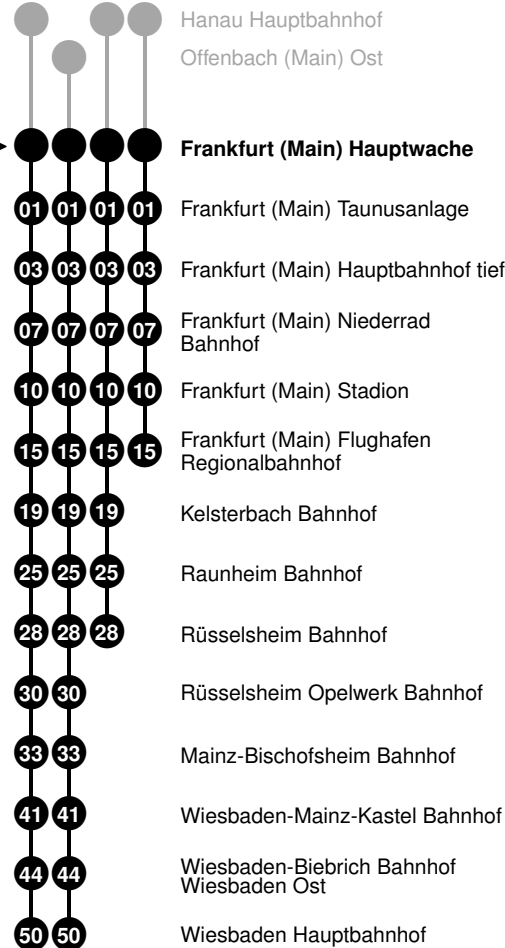 Hanau Hauptbahnhof
Offenbach (Main) Ost
Frankfurt (Main) Hauptwache
01 01 01 01 Frankfurt (Main) Taunusanlage
03 03 03 03 Frankfurt (Main) Hauptbahnhof tief
07 07 07 07 Frankfurt (Main) Niederrad
Bahnhof
10 10 10 10 Frankfurt (Main) Stadion
15 15 15 15 Frankfurt (Main) Flughafen
Regionalbahnhof
19 19 19 Kelsterbach Bahnhof
25 25 25 Raunheim Bahnhof
28 28 28 Rüsselsheim Bahnhof
30 30 Rüsselsheim Opelwerk Bahnhof
33 33 Mainz-Bischofsheim Bahnhof
41 41 Wiesbaden-Mainz-Kastel Bahnhof
44 44 Wiesbaden-Biebrich Bahnhof
Wiesbaden Ost
50 50 Wiesbaden Hauptbahnhof